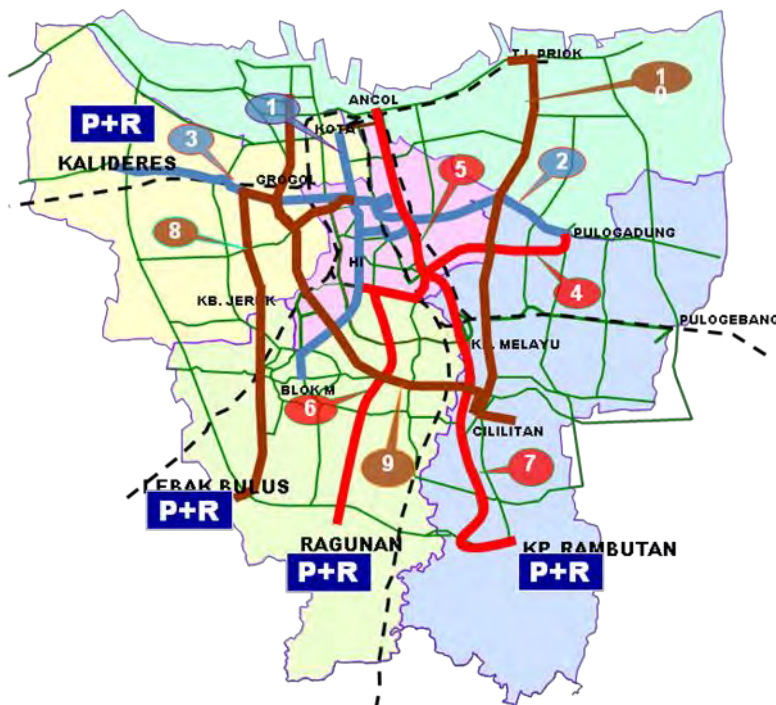 TJ. PRIOK
1
0
ANCOL
1
KOTA
P+R
3
KALIDERES
5
2
GROGOL
8
PULOGADUNG
HI
4
KB. JERUK
PULOGEBANG
KP. MELAYU
BLOK M
6
CILILITAN
9
7
LEBAK BULUS
P+R
RAGUNAN
KP. RAMBUTAN
P+R
P+R